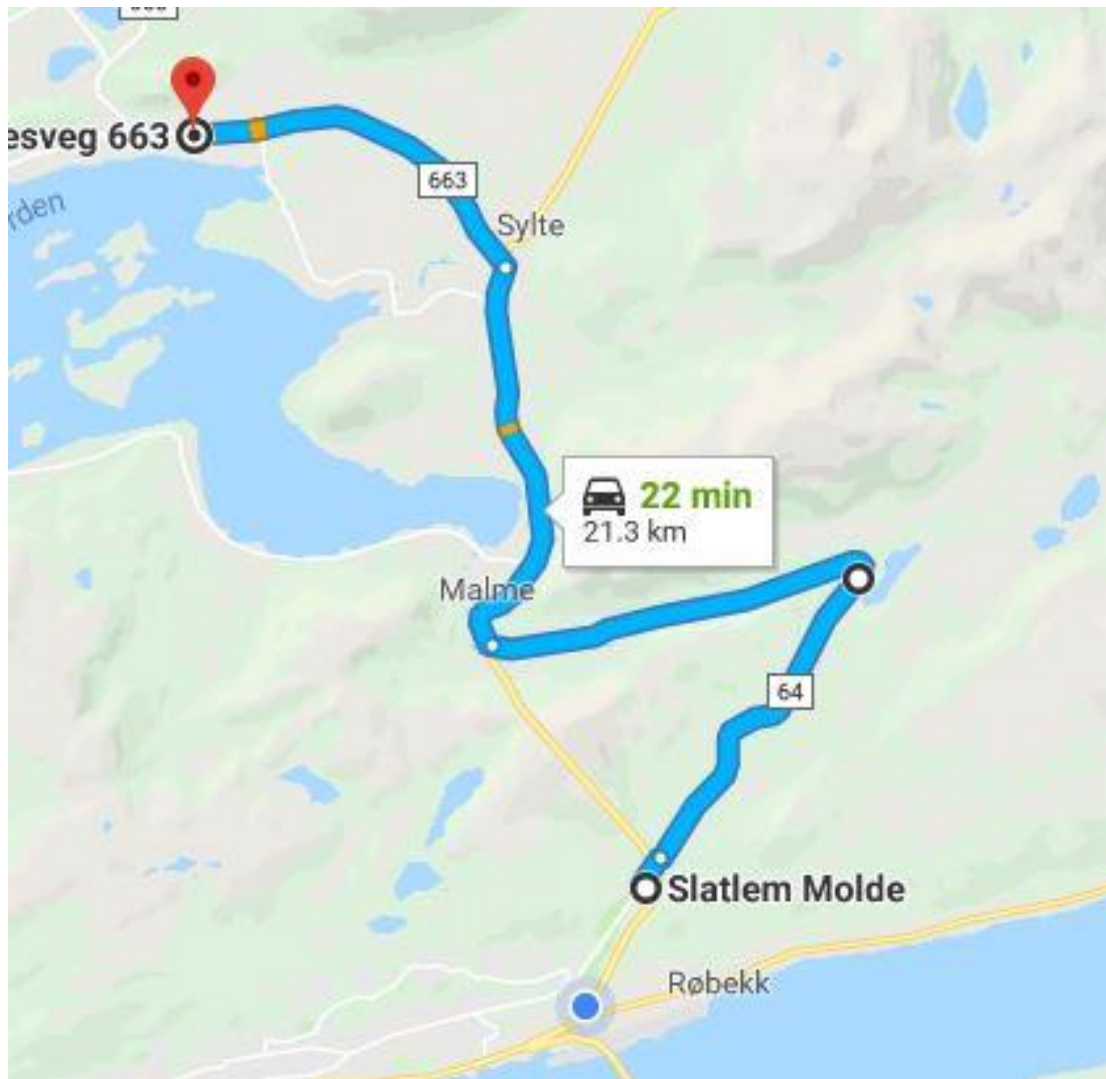 esveg 663
663
rden
Sylte
22 min
21.3 km
Malme
64
Slatlem Molde
Røbekk